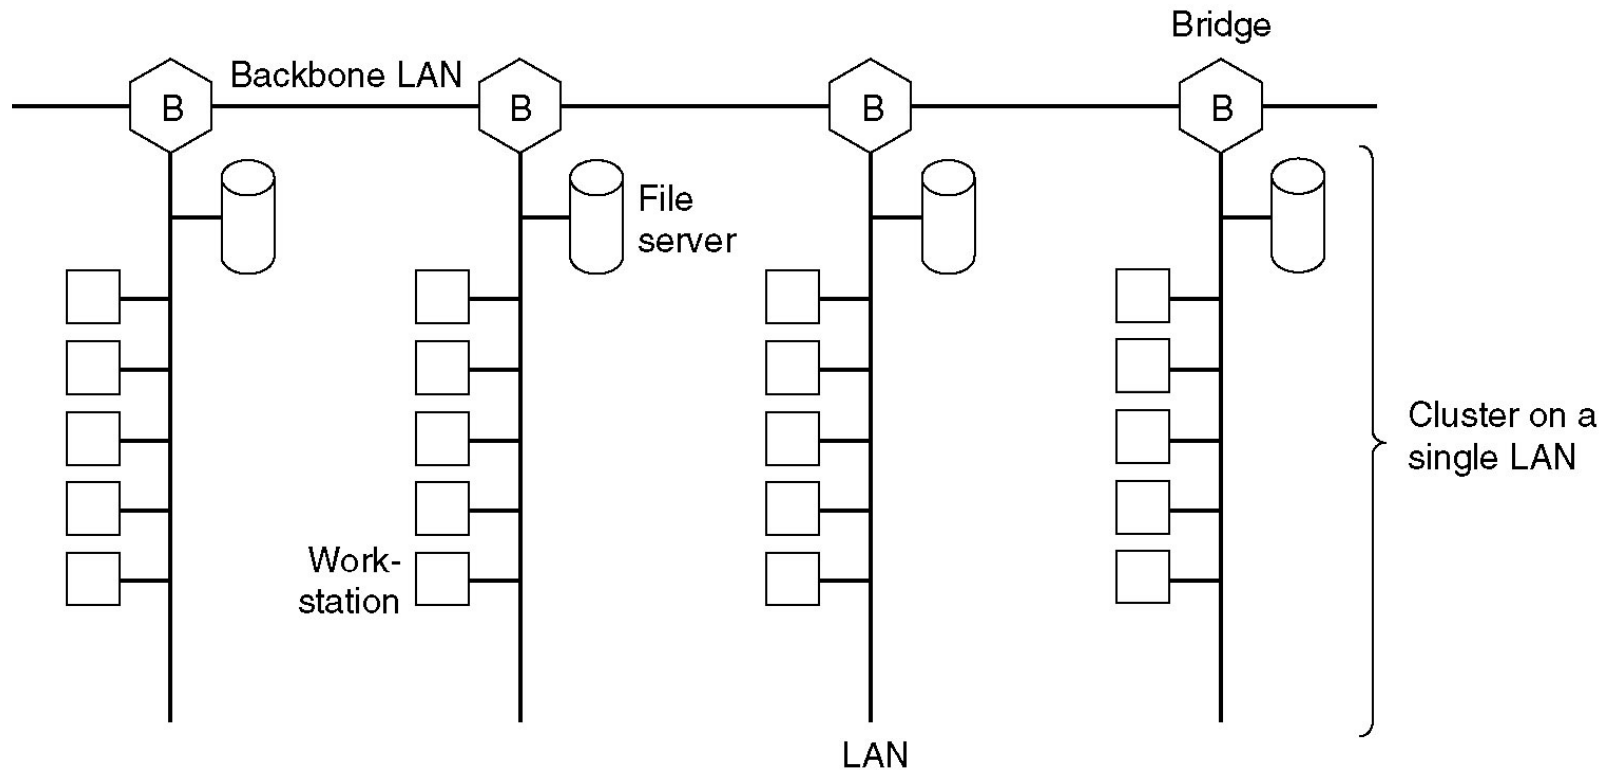 Bridge
Backbone LAN
B
B
B
B
File
server
Cluster on a
single LAN
Work-
station
LAN